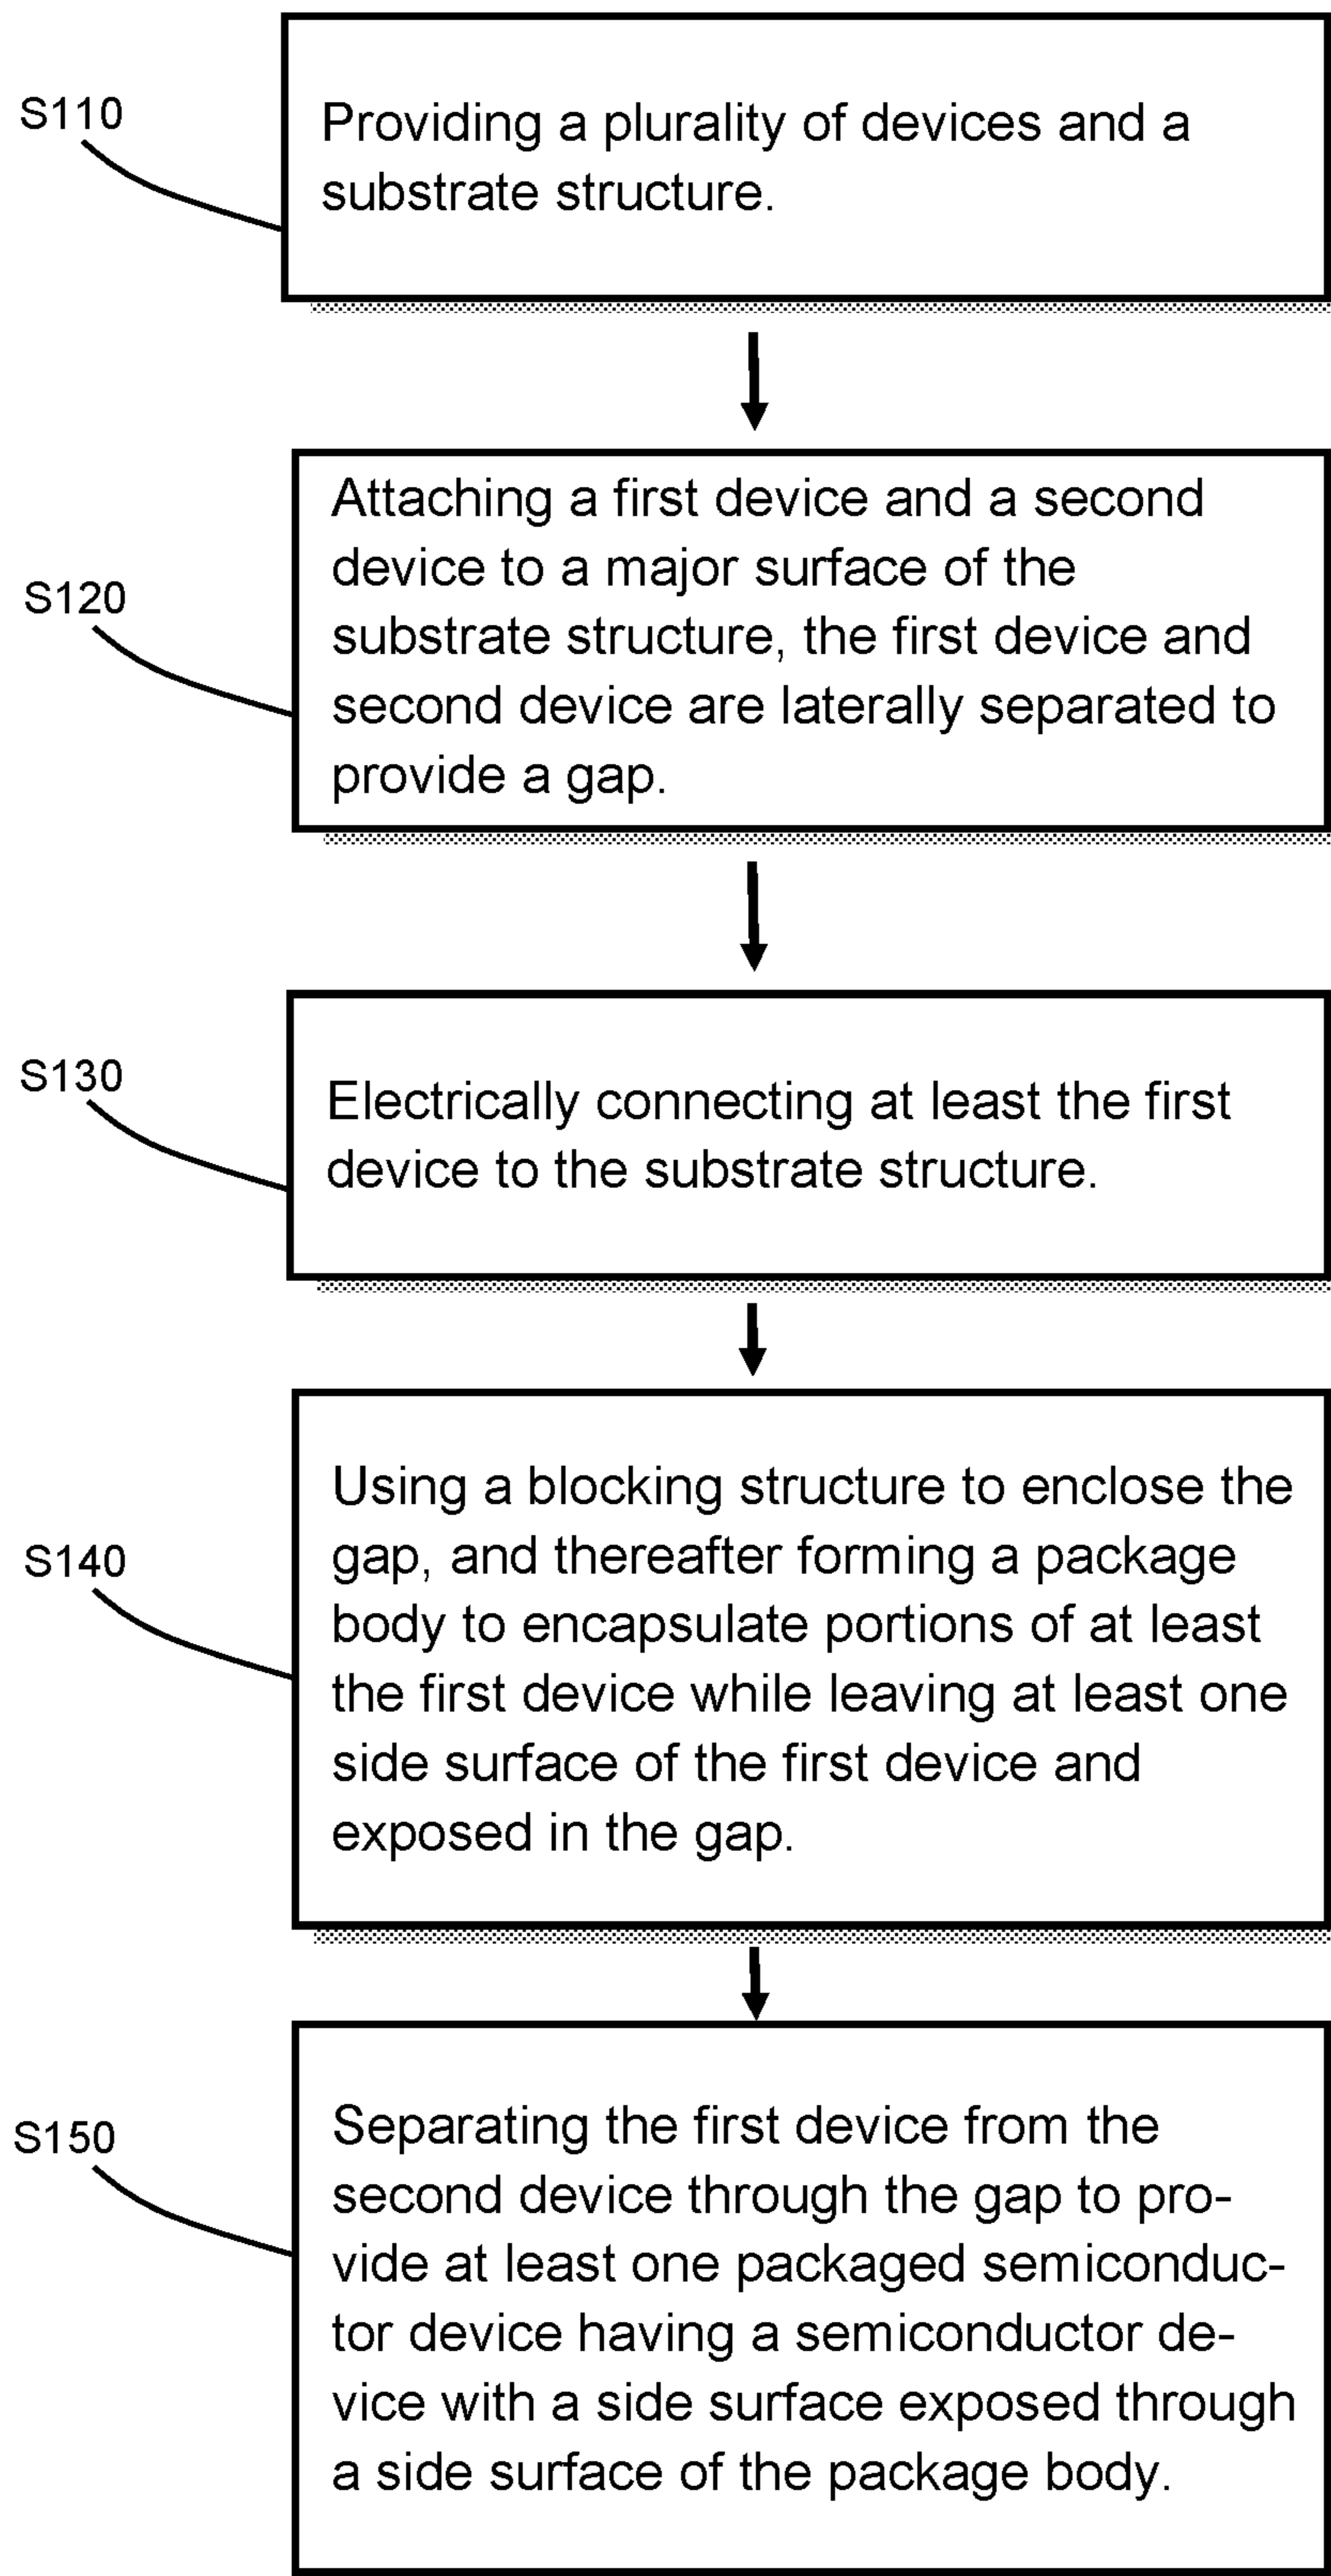 S110
Providing a plurality of devices and a
substrate structure.
S120
Attaching a first device and a second
device to a major surface of the
substrate structure, the first device and
second device are laterally separated to
provide a gap.
S130
Electrically connecting at least the first
device to the substrate structure.
S140
Using a blocking structure to enclose the
gap, and thereafter forming a package
body to encapsulate portions of at least
the first device while leaving at least one
side surface of the first device and
exposed in the gap.
S150
Separating the first device from the
second device through the gap to pro-
vide at least one packaged semiconduc-
tor device having a semiconductor de-
vice with a side surface exposed through
a side surface of the package body.